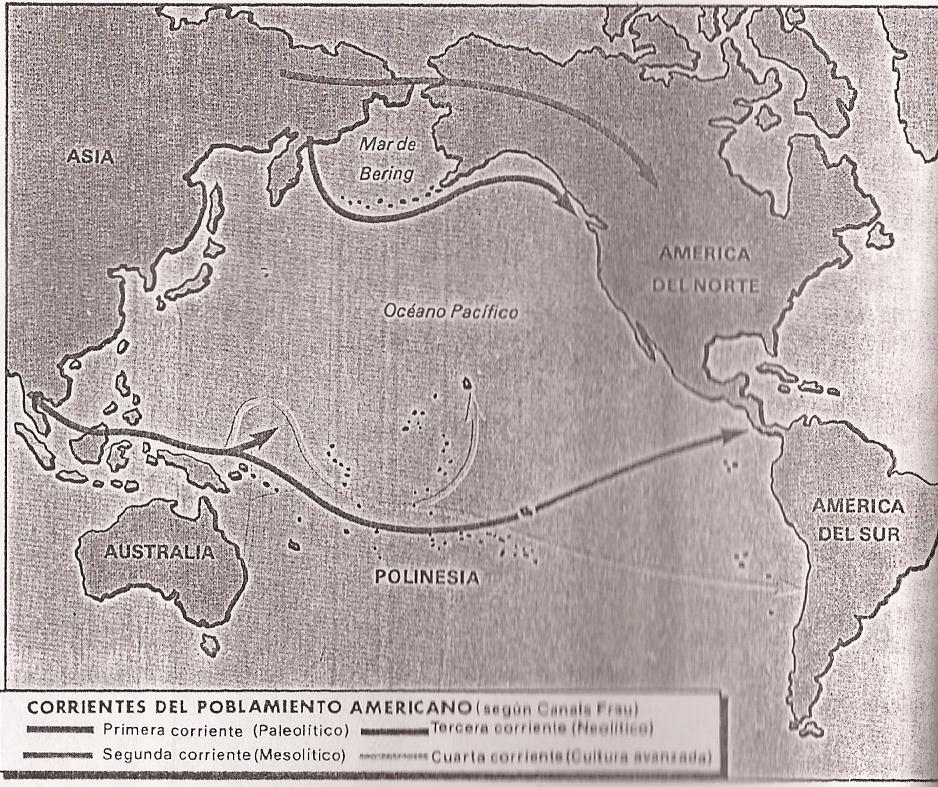 ASIA
Mar de
Bering
AMERICA
DEL NORTE
Océano Pacífico
AMERICA
DEL SUR
AUSTRALIA
POLINESIA
CORRIENTES DEL POBLAMIENTO AMERICANO (según Canals Frau)
Primera corriente (Paleolítico)
Tercera corriente (Neolítico)
Segunda corriente (Mesolítico)
Cuarta corriente (Cultura avanzada)